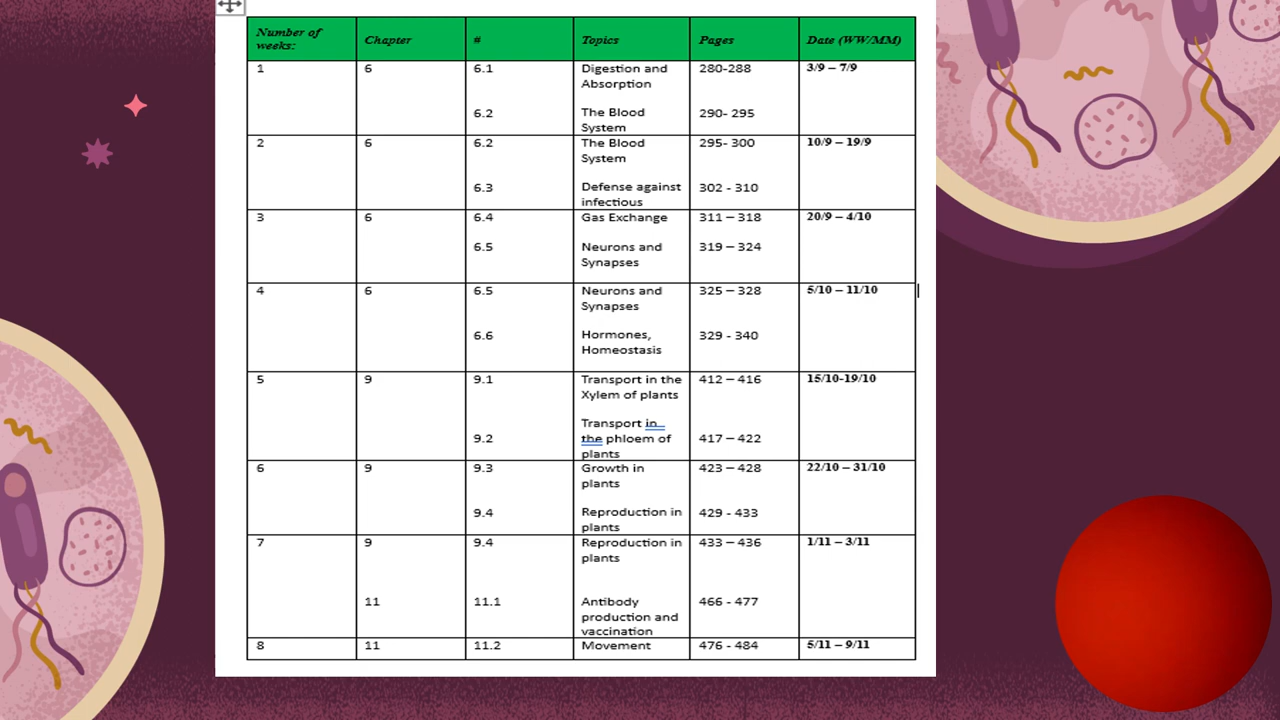 Number of weeks: Chapter # Topics Pages Date (WW/MM)
1 6 6.1 Digestion and Absorption 280-288 3/9 – 7/9
6.2 The Blood System 290- 295
2 6 6.2 The Blood System 295- 300 10/9 – 19/9
6.3 Defense against infectious 302 - 310
3 6 6.4 Gas Exchange 311 – 318 20/9 – 4/10
6.5 Neurons and Synapses 319 – 324
4 6 6.5 Neurons and Synapses 325 – 328 5/10 – 11/10
6.6 Hormones, Homeostasis 329 - 340
5 9 9.1 Transport in the Xylem of plants 412 – 416 15/10-19/10
9.2 Transport in the phloem of plants 417 – 422
6 9 9.3 Growth in plants 423 – 428 22/10 – 31/10
9.4 Reproduction in plants 429 - 433
7 9 9.4 Reproduction in plants 433 – 436 1/11 – 3/11
11 11.1 Antibody production and vaccination 466 - 477
8 11 11.2 Movement 476 - 484 5/11 – 9/11